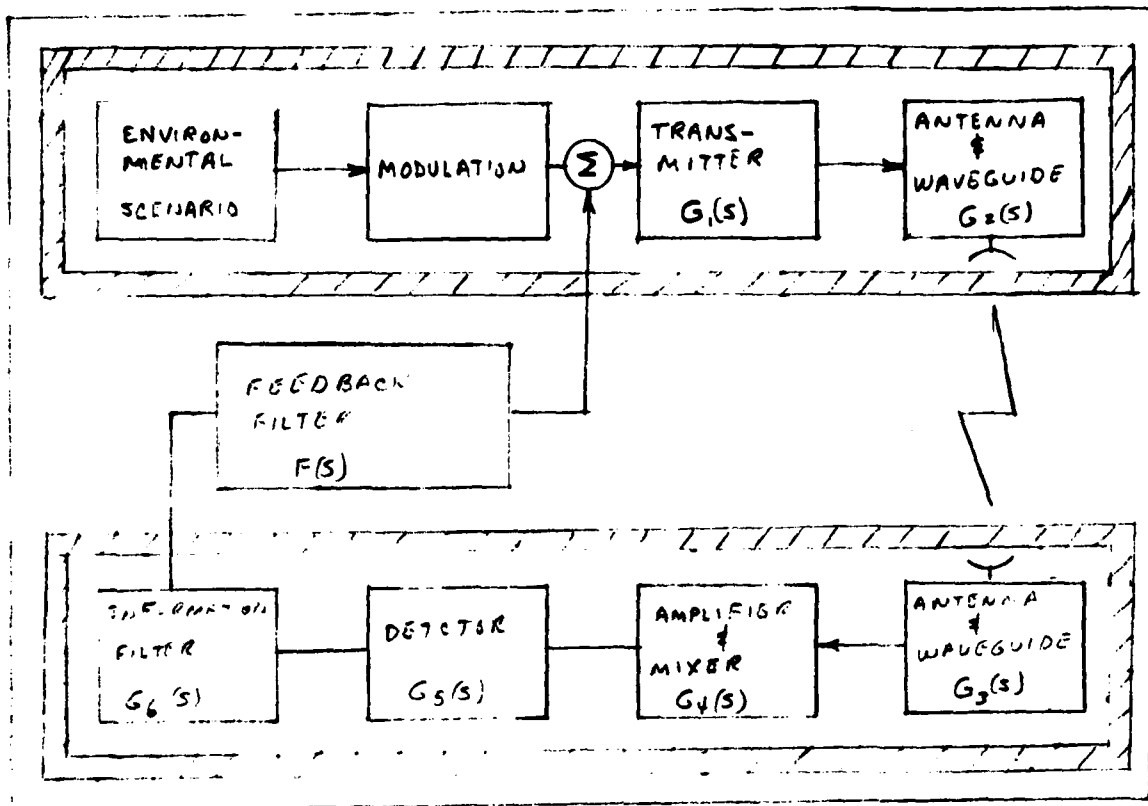 ENVIRON-
MENTAL
SCENARIO
MODULATION
Σ
TRANS-
MITTER
G₁(S)
ANTENNA
&
WAVEGUIDE
G₂(S)
FEEDBACK
FILTER
F(S)
FILTER
G₆(S)
DETCTOR
G₅(S)
AMPLIFIER
&
MIXER
G₄(S)
ANTENNA
&
WAVEGUIDE
G₃(S)